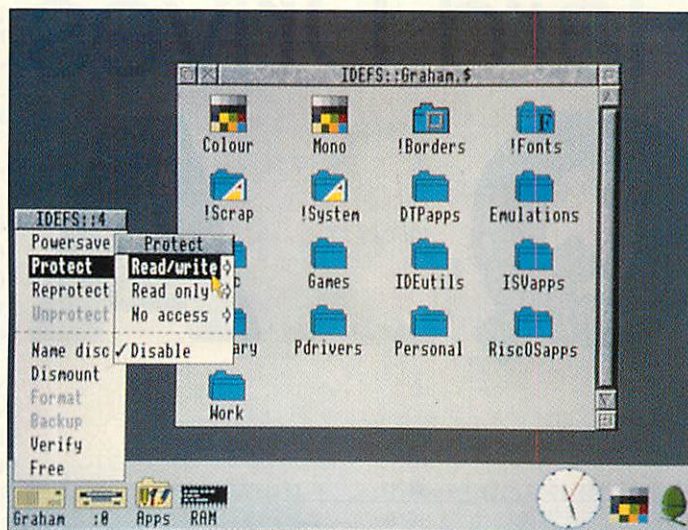 IDEFS::Graham.$
Colour Mono !Borders !Fonts
!Scrap !System DTPapps Emulations
Games IDEutils ISVapps
ary Pdrivers Personal RiscOSapps
Work
IDEFS::4
Powersave
Protect
Reprotect
Unprotect
Name disc
Dismount
Format
Backup
Verify
Free
Protect
Read/write
Read only
No access
Disable
Graham :0 Apps RAM